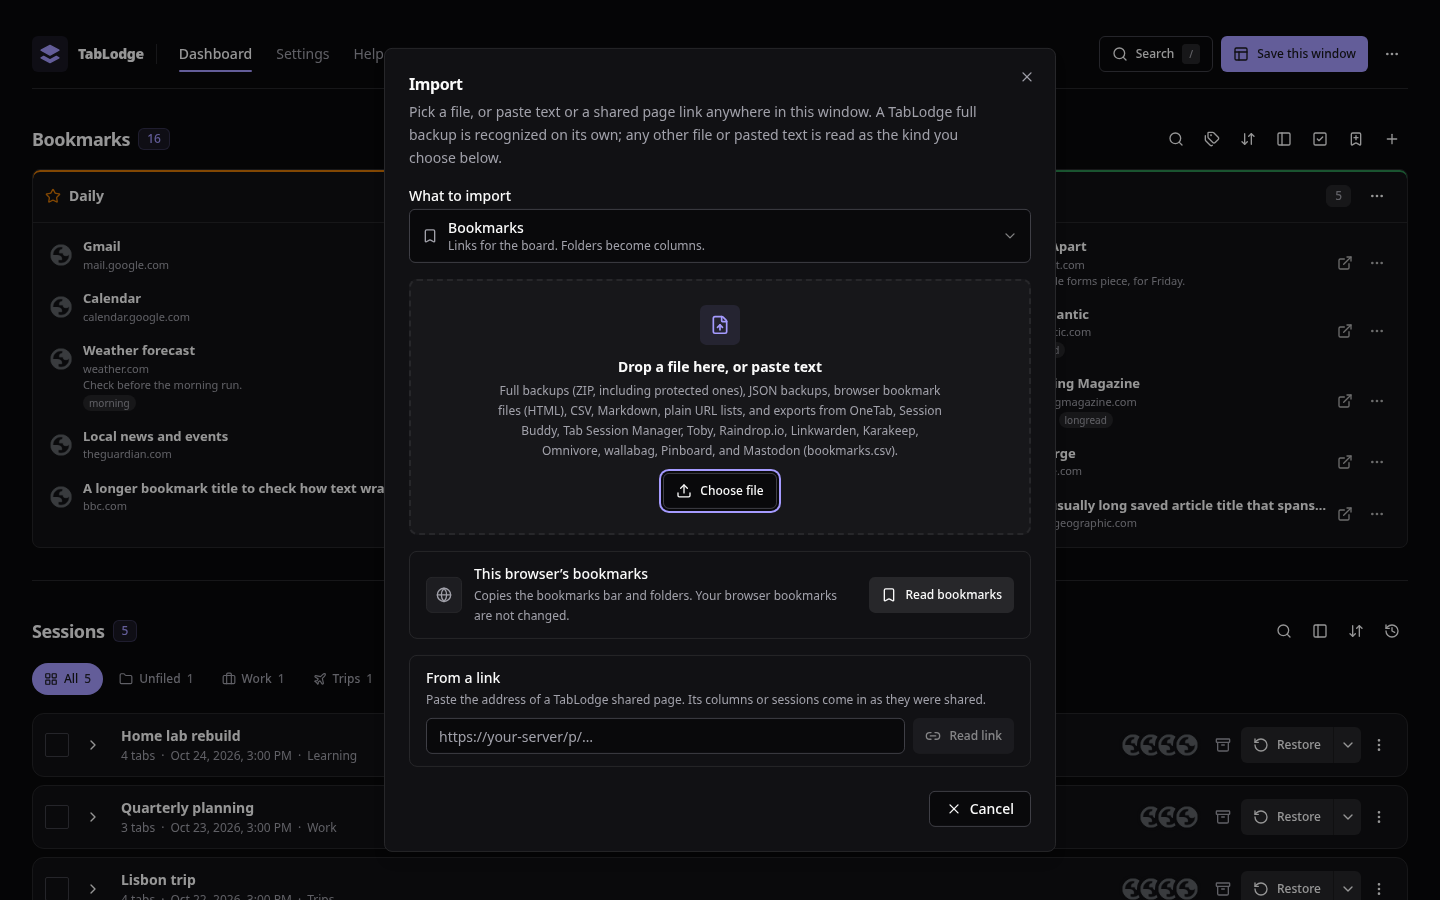 TabLodge
Dashboard
Settings
Help
Search /
Save this window
Import
Pick a file, or paste text or a shared page link anywhere in this window. A TabLodge full
backup is recognized on its own; any other file or pasted text is read as the kind you
choose below.
What to import
Bookmarks
Links for the board. Folders become columns.
Drop a file here, or paste text
Full backups (ZIP, including protected ones), JSON backups, browser bookmark
files (HTML), CSV, Markdown, plain URL lists, and exports from OneTab, Session
Buddy, Tab Session Manager, Toby, Raindrop.io, Linkwarden, Karakeep,
Omnivore, wallabag, Pinboard, and Mastodon (bookmarks.csv).
Choose file
This browser's bookmarks
Copies the bookmarks bar and folders. Your browser bookmarks
are not changed.
Read bookmarks
From a link
Paste the address of a TabLodge shared page. Its columns or sessions come in as they were shared.
https://your-server/p/...
Read link
Cancel
Bookmarks 16
Daily
Gmail
mail.google.com
Calendar
calendar.google.com
Weather forecast
weather.com
Check before the morning run.
morning
Local news and events
theguardian.com
A longer bookmark title to check how text wra
bbc.com
5
Apart
t.com
le forms piece, for Friday.
antic
tic.com
ing Magazine
gmagazine.com
longread
rge
e.com
sually long saved article title that spans...
geographic.com
Sessions 5
All 5
Unfiled 1
Work 1
Trips 1
Home lab rebuild
4 tabs · Oct 24, 2026, 3:00 PM · Learning
Restore
Quarterly planning
3 tabs · Oct 23, 2026, 3:00 PM · Work
Restore
Lisbon trip
4 tabs · Oct 22, 2026, 3:00 PM · Trips
Restore